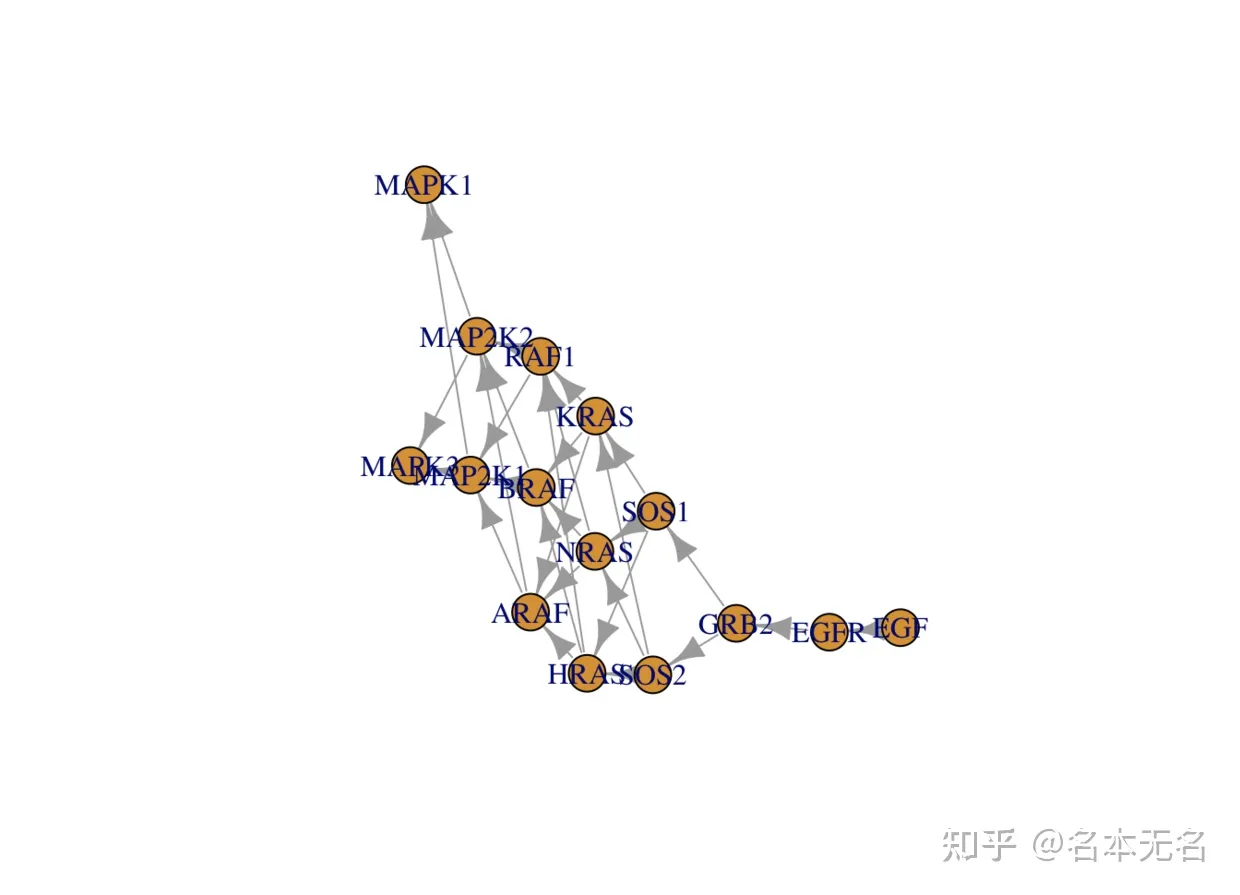 MAPK1
MAP2K2
RAF1
KRAS
MAPK3
MAP2K1
BRAF
SOS1
NRAS
ARAF
GRB2
EGFR
EGF
HRAS
SOS2
知乎 @名本无名